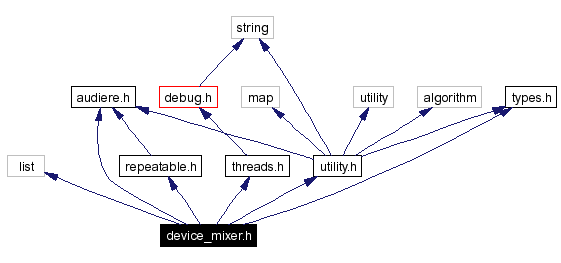 string
audiere.h
debug.h
map
utility
algorithm
types.h
list
repeatable.h
threads.h
utility.h
device_mixer.h